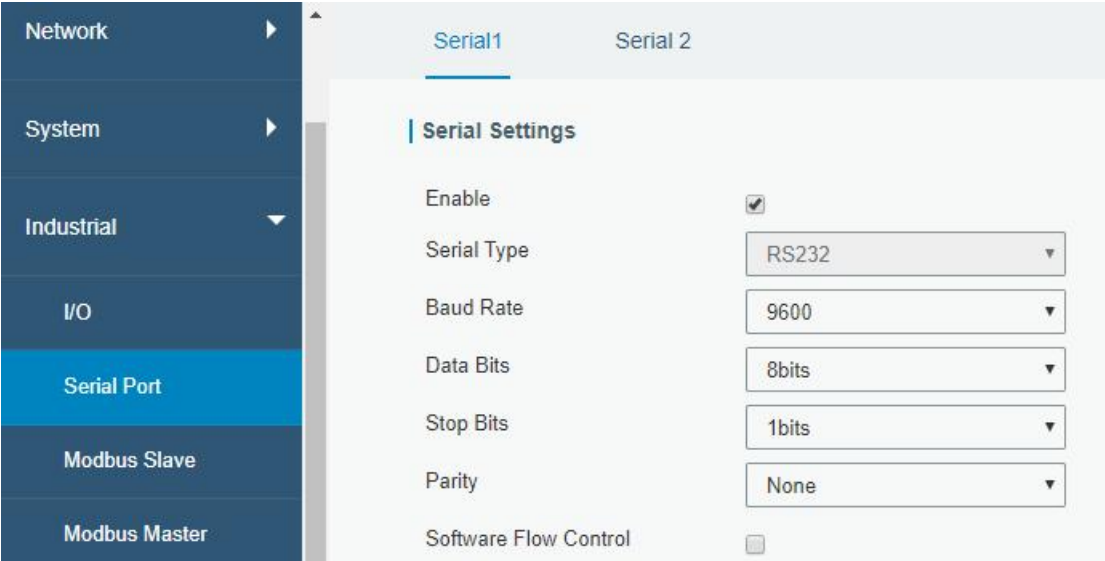 Network
System
Industrial
I/O
Serial Port
Modbus Slave
Modbus Master
Serial1
Serial 2
Serial Settings
Enable
Serial Type
RS232
Baud Rate
9600
Data Bits
8bits
Stop Bits
1bits
Parity
None
Software Flow Control